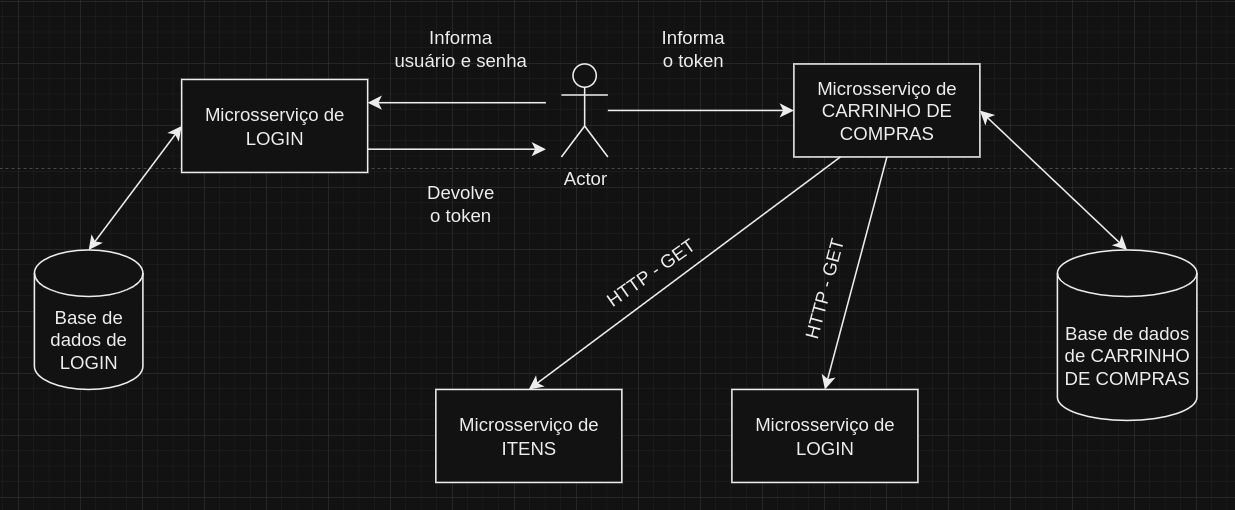 Informa
usuário e senha
Informa
o token
Microsserviço de
LOGIN
Microsserviço de
CARRINHO DE
COMPRAS
Actor
Devolve
o token
HTTP - GET
HTTP - GET
Base de
dados de
LOGIN
Base de dados
de CARRINHO
DE COMPRAS
Microsserviço de
ITENS
Microsserviço de
LOGIN